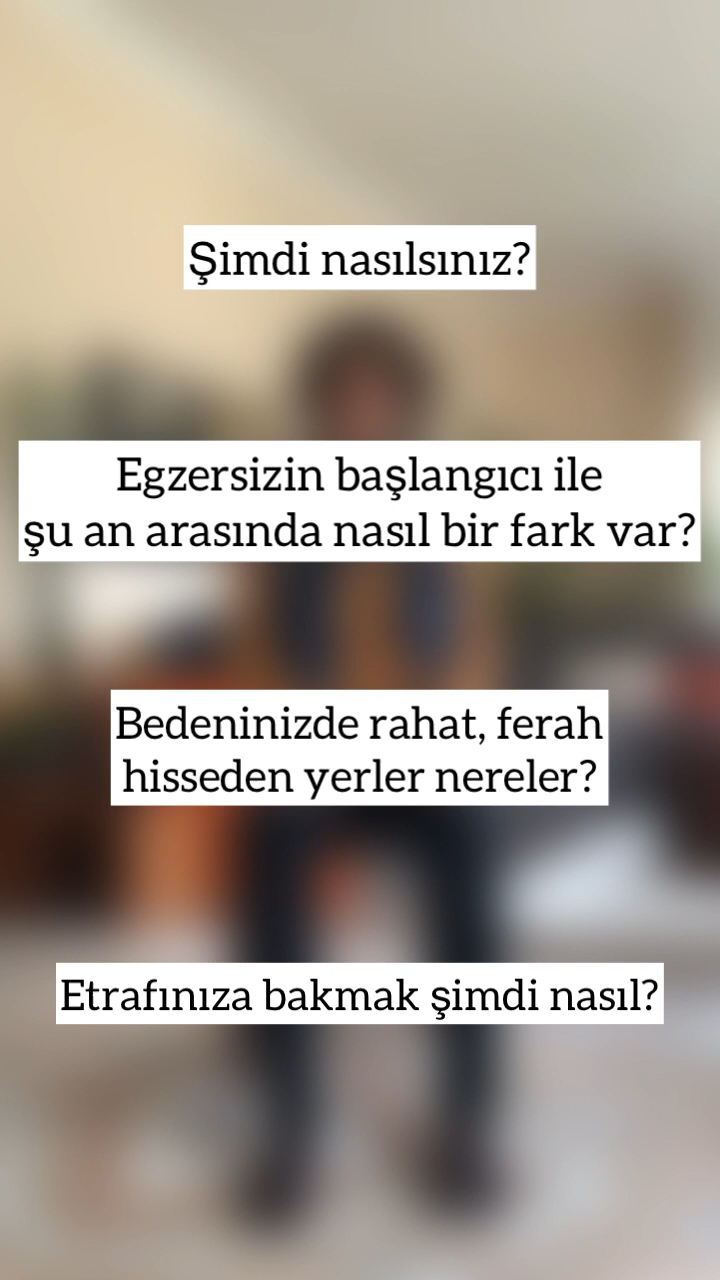 Şimdi nasılsınız?
Egzersizin başlangıcı ile
şu an arasında nasıl bir fark var?
Bedeninizde rahat, ferah
hisseden yerler nereler?
Etrafınıza bakmak şimdi nasıl?